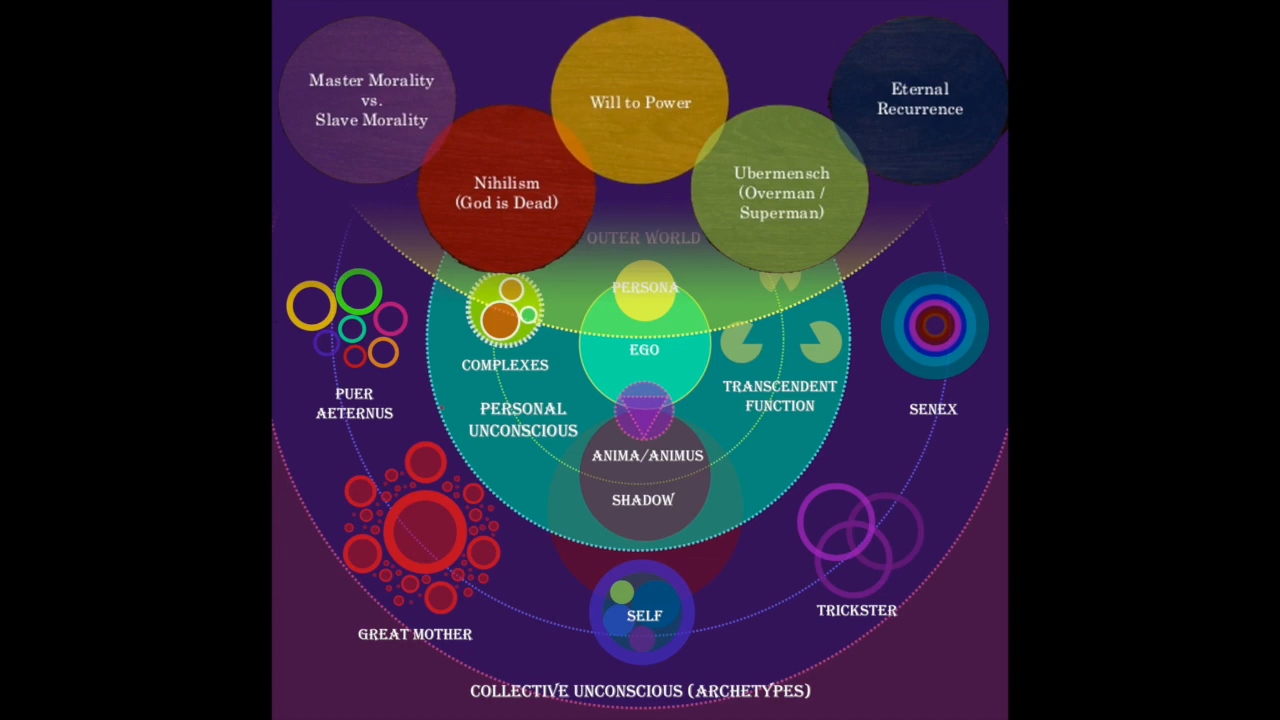 Master Morality
vs.
Slave Morality
Will to Power
Eternal
Recurrence
Nihilism
(God is Dead)
Ubermensch
(Overman /
Superman)
OUTER WORLD
PERSONA
EGO
COMPLEXES
PERSONAL
UNCONSCIOUS
TRANSCENDENT
FUNCTION
PUER
AETERNUS
SENEX
ANIMA/ANIMUS
SHADOW
GREAT MOTHER
SELF
TRICKSTER
COLLECTIVE UNCONSCIOUS (ARCHETYPES)